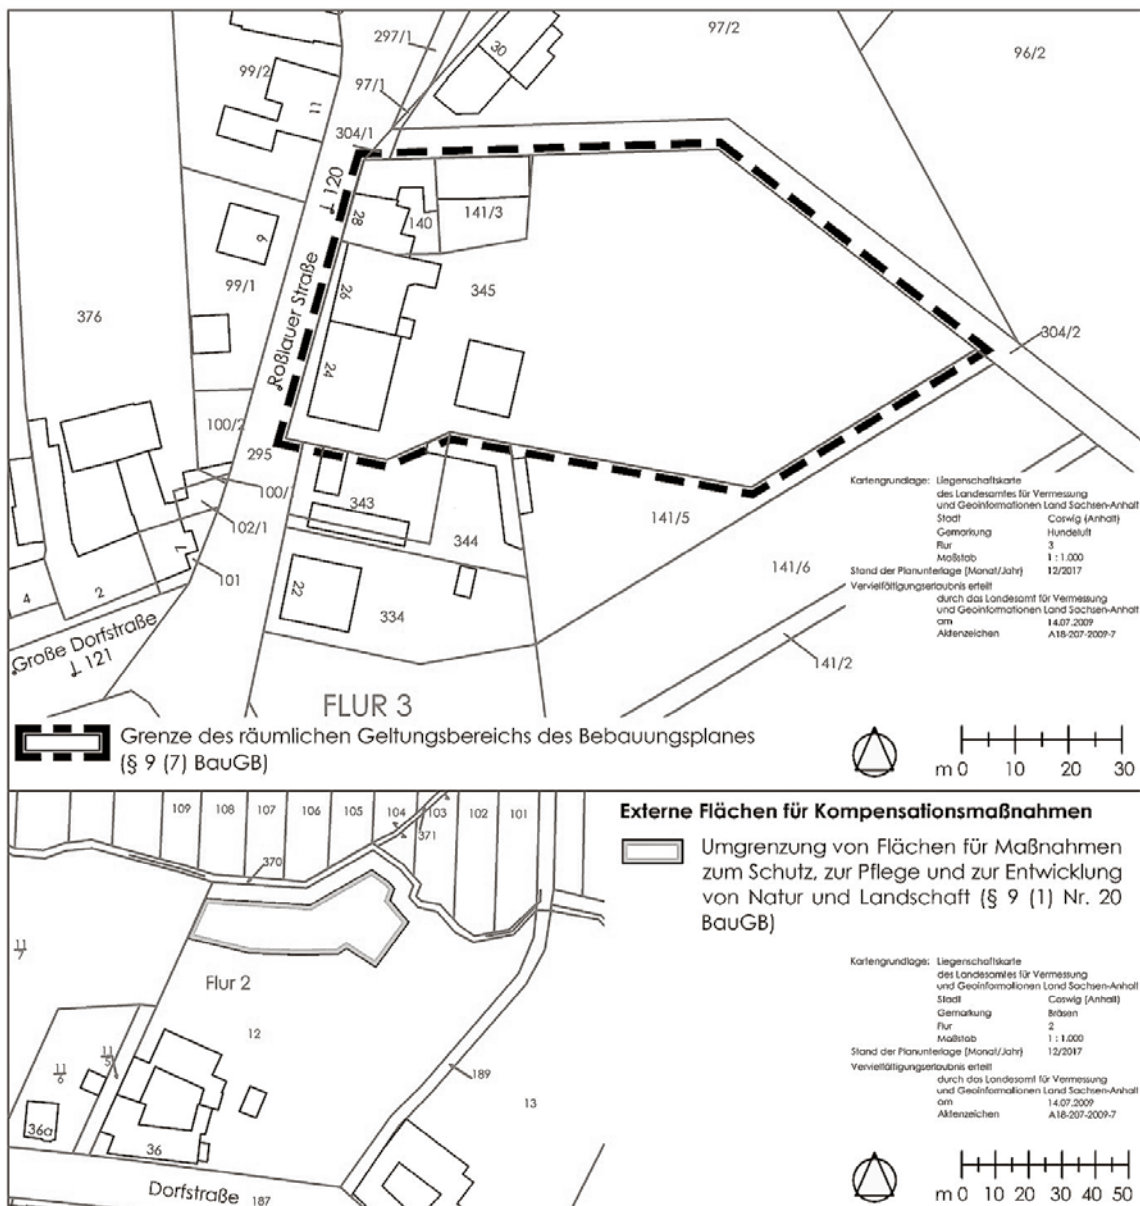 297/1
97/2
30
96/2
99/2
97/1
11
304/1
120
28
140
141/3
6
99/1
Roßlauer Straße
26
345
376
304/2
24
100/2
295
100/1
102/1
343
344
141/5
141/6
101
7
4
2
22
334
141/2
Große Dorfstraße
121
FLUR 3
Kartengrundlage: Liegenschaftskarte
des Landesamtes für Vermessung
und Geoinformationen Land Sachsen-Anhalt
Stadt Coswig (Anhalt)
Gemarkung Hundeluft
Flur 3
Maßstab 1 : 1.000
Stand der Planunterlage (Monat/Jahr) 12/2017
Vervielfältigungserlaubnis erteilt
durch das Landesamt für Vermessung
und Geoinformationen Land Sachsen-Anhalt
am 14.07.2009
Aktenzeichen A18-207-2009-7
Grenze des räumlichen Geltungsbereichs des Bebauungsplanes
(§ 9 (7) BauGB)
m 0 10 20 30
109 108 107 106 105 104 103 102 101
371
370
11/7
Flur 2
12
11/5
11/6
189
13
36a
36
Dorfstraße 187
Externe Flächen für Kompensationsmaßnahmen
Umgrenzung von Flächen für Maßnahmen
zum Schutz, zur Pflege und zur Entwicklung
von Natur und Landschaft (§ 9 (1) Nr. 20
BauGB)
Kartengrundlage: Liegenschaftskarte
des Landesamtes für Vermessung
und Geoinformationen Land Sachsen-Anhalt
Stadt Coswig (Anhalt)
Gemarkung Bräsen
Flur 2
Maßstab 1 : 1.000
Stand der Planunterlage (Monat/Jahr) 12/2017
Vervielfältigungserlaubnis erteilt
durch das Landesamt für Vermessung
und Geoinformationen Land Sachsen-Anhalt
am 14.07.2009
Aktenzeichen A18-207-2009-7
m 0 10 20 30 40 50